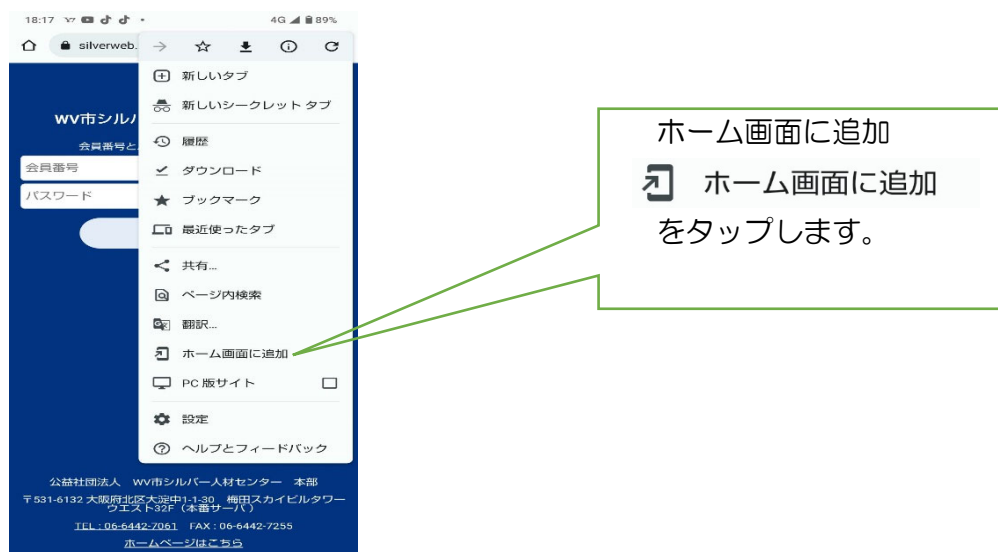 18:17
4G 89%
silverweb.
新しいタブ
新しいシークレット タブ
WV市シルバ
会員番号と
履歴
会員番号
ダウンロード
パスワード
ブックマーク
最近使ったタブ
共有...
ページ内検索
翻訳...
ホーム画面に追加
PC 版サイト
設定
ヘルプとフィードバック
公益社団法人 WV市シルバー人材センター 本部
〒531-6132 大阪府北区大淀中1-1-30 梅田スカイビルタワー
ウエスト32F（本番サーバ）
TEL : 06-6442-7061 FAX : 06-6442-7255
ホームページはこちら
ホーム画面に追加
ホーム画面に追加
をタップします。